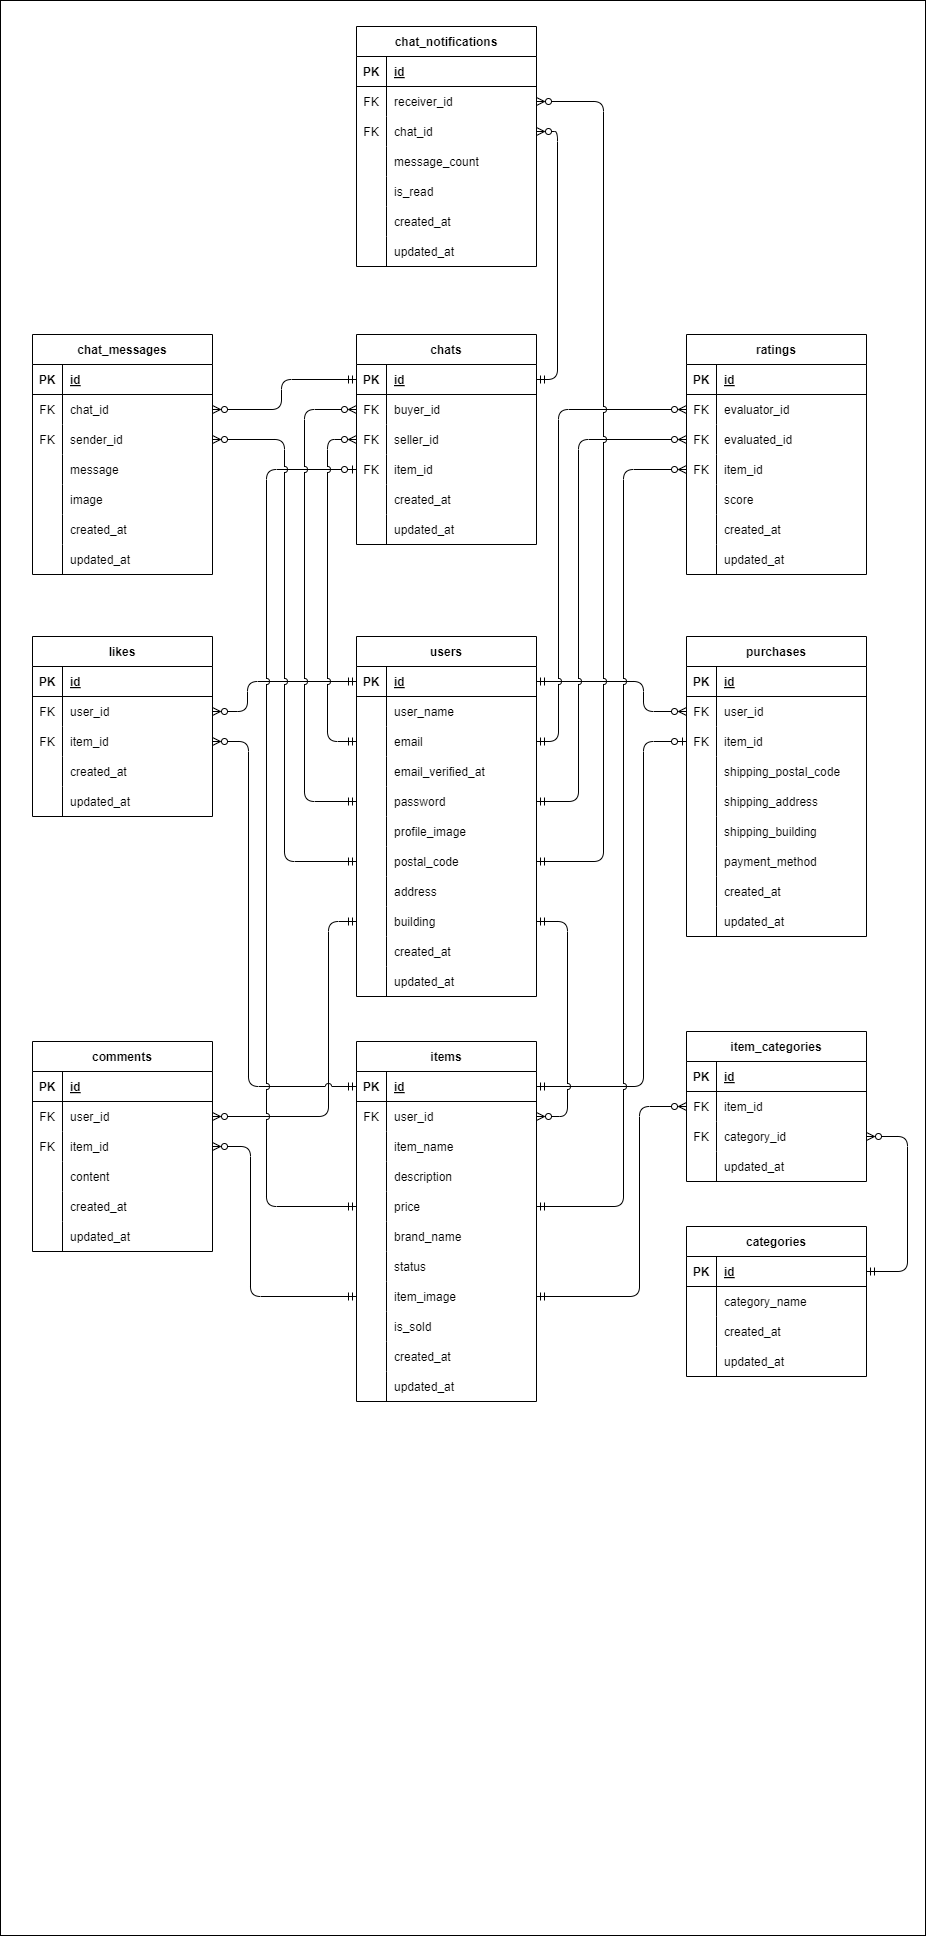 chat_notifications
PK id
FK receiver_id
FK chat_id
message_count
is_read
created_at
updated_at
chat_messages
PK id
FK chat_id
FK sender_id
message
image
created_at
updated_at
chats
PK id
FK buyer_id
FK seller_id
FK item_id
created_at
updated_at
ratings
PK id
FK evaluator_id
FK evaluated_id
FK item_id
score
created_at
updated_at
likes
PK id
FK user_id
FK item_id
created_at
updated_at
users
PK id
user_name
email
email_verified_at
password
profile_image
postal_code
address
building
created_at
updated_at
purchases
PK id
FK user_id
FK item_id
shipping_postal_code
shipping_address
shipping_building
payment_method
created_at
updated_at
comments
PK id
FK user_id
FK item_id
content
created_at
updated_at
items
PK id
FK user_id
item_name
description
price
brand_name
status
item_image
is_sold
created_at
updated_at
item_categories
PK id
FK item_id
FK category_id
updated_at
categories
PK id
category_name
created_at
updated_at